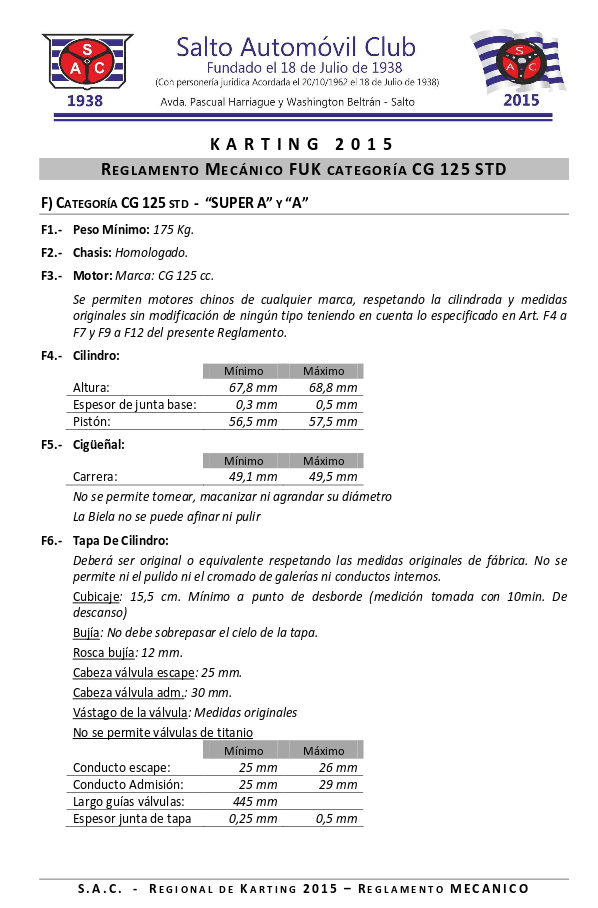 S
A C
1938
Salto Automóvil Club
Fundado el 18 de Julio de 1938
(Con personería jurídica Acordada el 20/10/1962 el 18 de Julio de 1938)
Avda. Pascual Harriague y Washington Beltrán - Salto
S
A C
2015
KARTING 2015
REGLAMENTO MECÁNICO FUK CATEGORÍA CG 125 STD
F) CATEGORÍA CG 125 STD - “SUPER A” Y “A”
F1.- Peso Mínimo: 175 Kg.
F2.- Chasis: Homologado.
F3.- Motor: Marca: CG 125 cc.
Se permiten motores chinos de cualquier marca, respetando la cilindrada y medidas
originales sin modificación de ningún tipo teniendo en cuenta lo especificado en Art. F4 a
F7 y F9 a F12 del presente Reglamento.
F4.- Cilindro:
Mínimo Máximo
Altura: 67,8 mm 68,8 mm
Espesor de junta base: 0,3 mm 0,5 mm
Pistón: 56,5 mm 57,5 mm
F5.- Cigüeñal:
Mínimo Máximo
Carrera: 49,1 mm 49,5 mm
No se permite tornear, macanizar ni agrandar su diámetro
La Biela no se puede afinar ni pulir
F6.- Tapa De Cilindro:
Deberá ser original o equivalente respetando las medidas originales de fábrica. No se
permite ni el pulido ni el cromado de galerías ni conductos internos.
Cubicaje: 15,5 cm. Mínimo a punto de desborde (medición tomada con 10min. De
descanso)
Bujía: No debe sobrepasar el cielo de la tapa.
Rosca bujía: 12 mm.
Cabeza válvula escape: 25 mm.
Cabeza válvula adm.: 30 mm.
Vástago de la válvula: Medidas originales
No se permite válvulas de titanio
Mínimo Máximo
Conducto escape: 25 mm 26 mm
Conducto Admisión: 25 mm 29 mm
Largo guías válvulas: 445 mm
Espesor junta de tapa 0,25 mm 0,5 mm
S.A.C. - REGIONAL DE KARTING 2015 – REGLAMENTO MECANICO